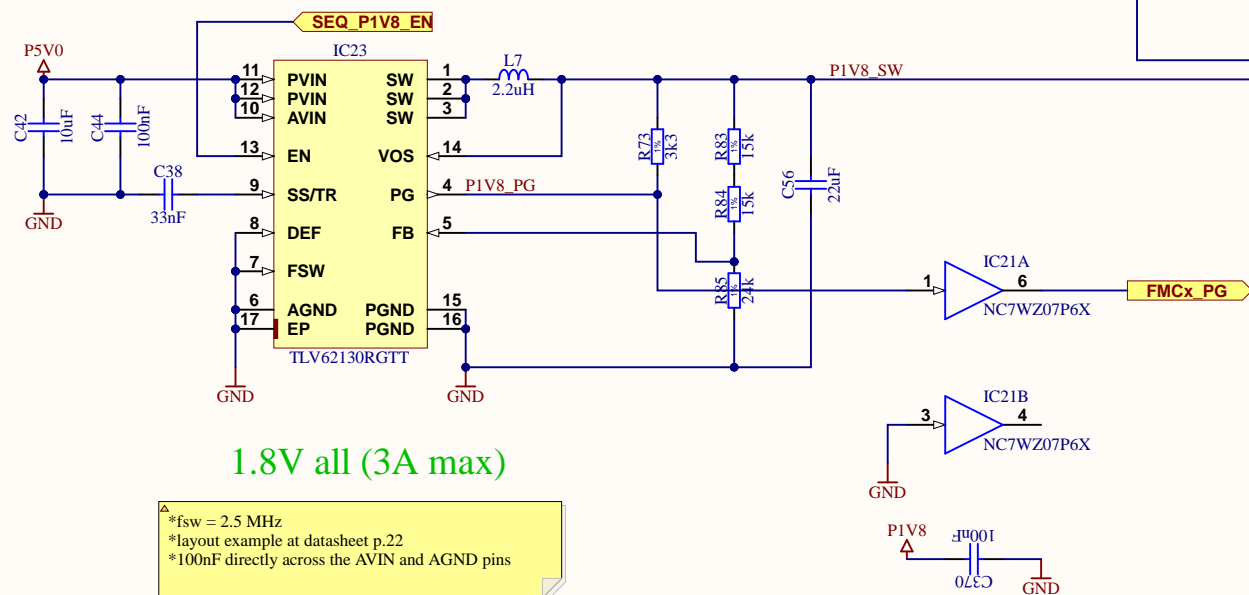 SEQ_P1V8_EN
P5V0
IC23
L7
2.2uH
P1V8_SW
11 PVIN SW 1
12 PVIN SW 2
10 AVIN SW 3
C42
10uF
C44
100nF
13 EN VOS 14
R73
1%
3k3
R83
1%
15k
C38
33nF
9 SS/TR PG 4 P1V8_PG
R84
1%
15k
C56
22uF
GND
8 DEF FB 5
7 FSW
R85
1%
24k
6 AGND PGND 15
17 EP PGND 16
TLV62130RGTT
GND
GND
IC21A
1 6
NC7WZ07P6X
FMCx_PG
IC21B
3 4
NC7WZ07P6X
GND
1.8V all (3A max)
*fsw = 2.5 MHz
*layout example at datasheet p.22
*100nF directly across the AVIN and AGND pins
P1V8
100nF
C370
GND